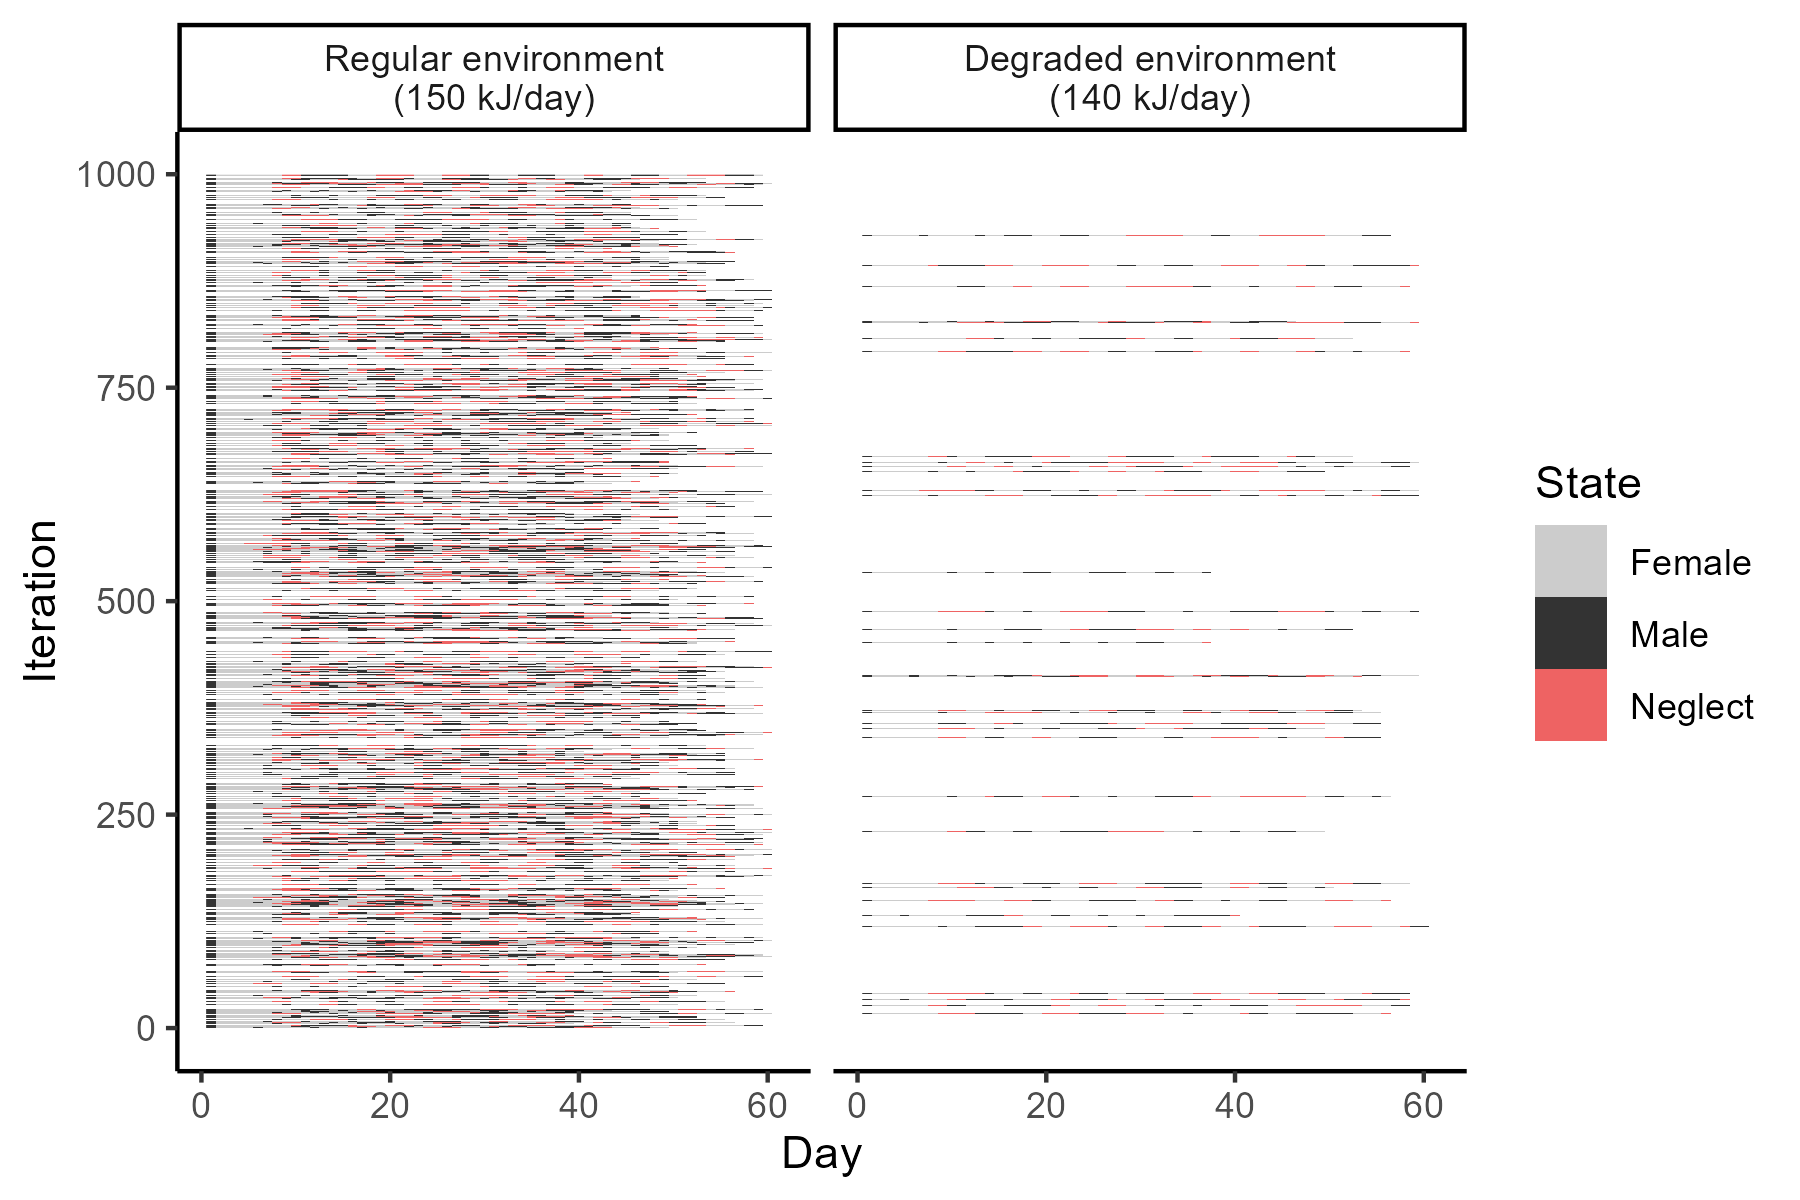 Regular environment
(150 kJ/day)
Degraded environment
(140 kJ/day)
1000
750
500
250
0
Iteration
0 20 40 60
0 20 40 60
Day
State
Female
Male
Neglect